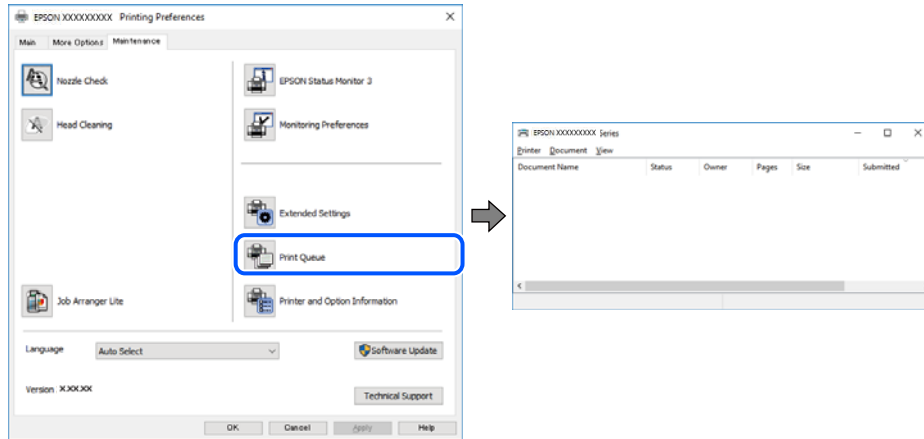 EPSON XXXXXXXXX Printing Preferences
Main More Options Maintenance
Nozzle Check
EPSON Status Monitor 3
Head Cleaning
Monitoring Preferences
Extended Settings
Print Queue
Job Arranger Lite
Printer and Option Information
Language Auto Select
Software Update
Version X.XX.XX
Technical Support
OK Cancel Apply Help
EPSON XXXXXXXXX Series
Printer Document View
Document Name Status Owner Pages Size Submitted